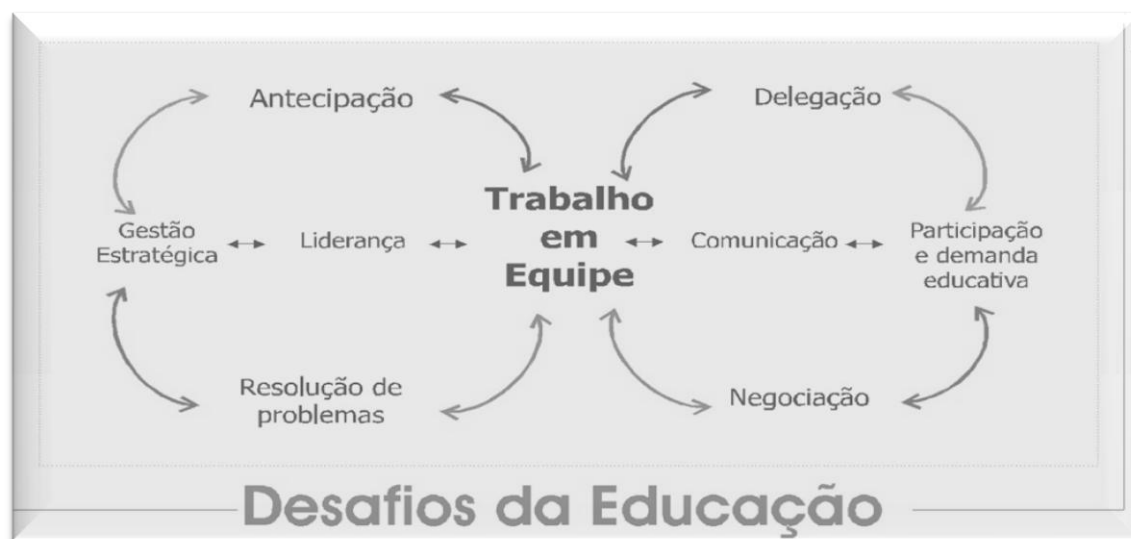 Antecipação
Delegação
Trabalho
em
Equipe
Gestão
Estratégica
Liderança
Comunicação
Participação
e demanda
educativa
Resolução de
problemas
Negociação
Desafios da Educação